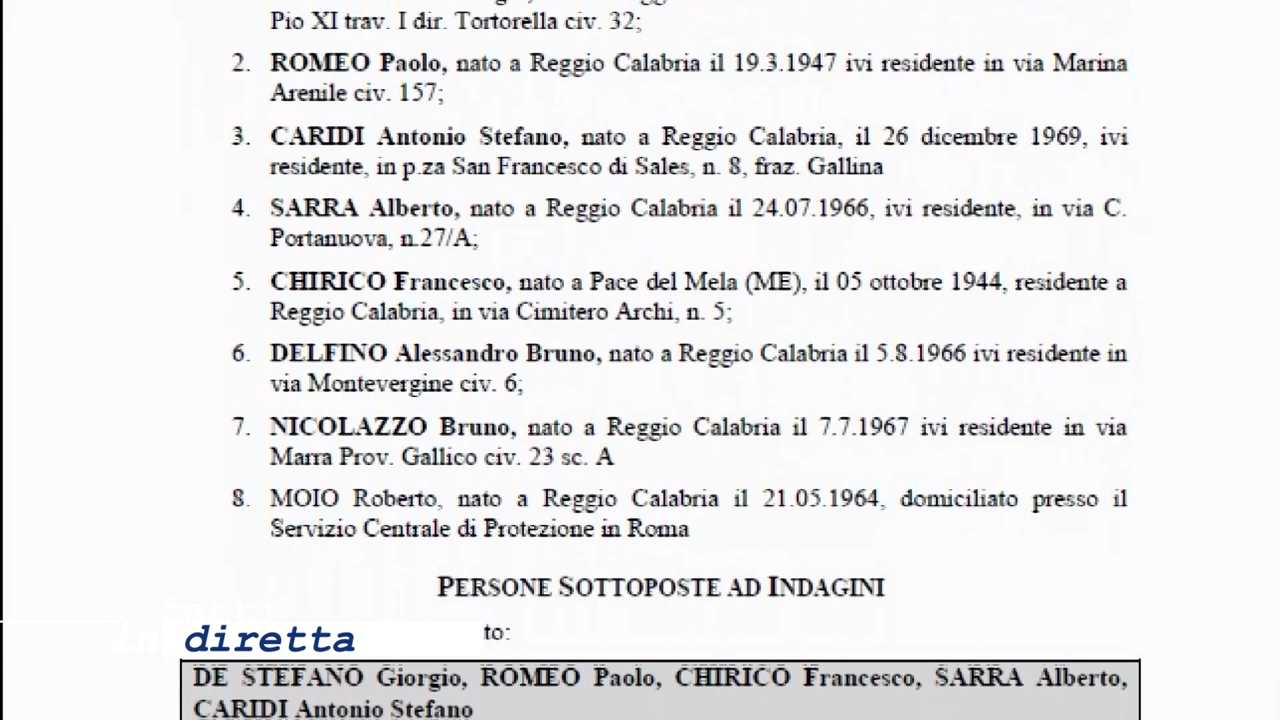 Pio XI trav. I dir. Tortorella civ. 32;
2. ROMEO Paolo, nato a Reggio Calabria il 19.3.1947 ivi residente in via Marina
Arenile civ. 157;
3. CARIDI Antonio Stefano, nato a Reggio Calabria, il 26 dicembre 1969, ivi
residente, in p.za San Francesco di Sales, n. 8, fraz. Gallina
4. SARRA Alberto, nato a Reggio Calabria il 24.07.1966, ivi residente, in via C.
Portanuova, n.27/A;
5. CHIRICO Francesco, nato a Pace del Mela (ME), il 05 ottobre 1944, residente a
Reggio Calabria, in via Cimitero Archi, n. 5;
6. DELFINO Alessandro Bruno, nato a Reggio Calabria il 5.8.1966 ivi residente in
via Montevergine civ. 6;
7. NICOLAZZO Bruno, nato a Reggio Calabria il 7.7.1967 ivi residente in via
Marra Prov. Gallico civ. 23 sc. A
8. MOIO Roberto, nato a Reggio Calabria il 21.05.1964, domiciliato presso il
Servizio Centrale di Protezione in Roma
PERSONE SOTTOPOSTE AD INDAGINI
in diretta to:
DE STEFANO Giorgio, ROMEO Paolo, CHIRICO Francesco, SARRA Alberto,
CARIDI Antonio Stefano